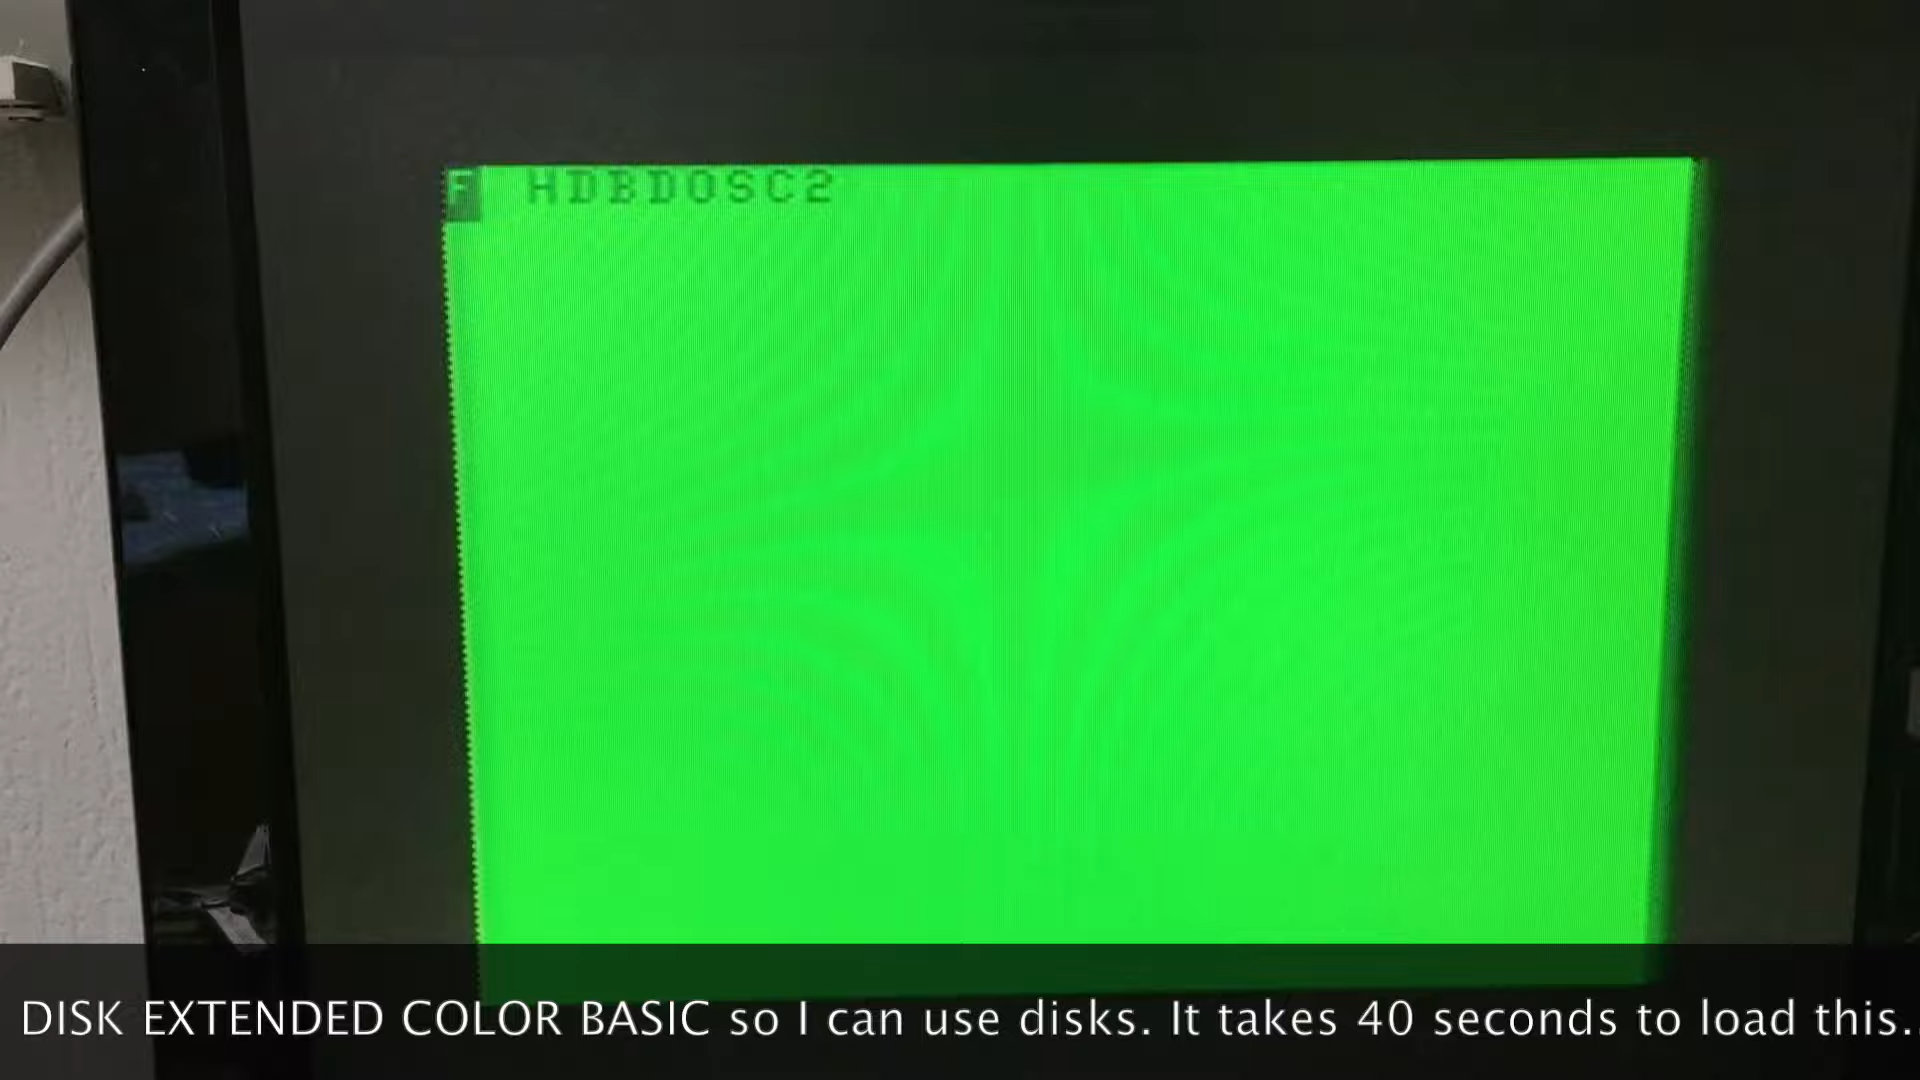 F HDBDOSC2
DISK EXTENDED COLOR BASIC so I can use disks. It takes 40 seconds to load this..